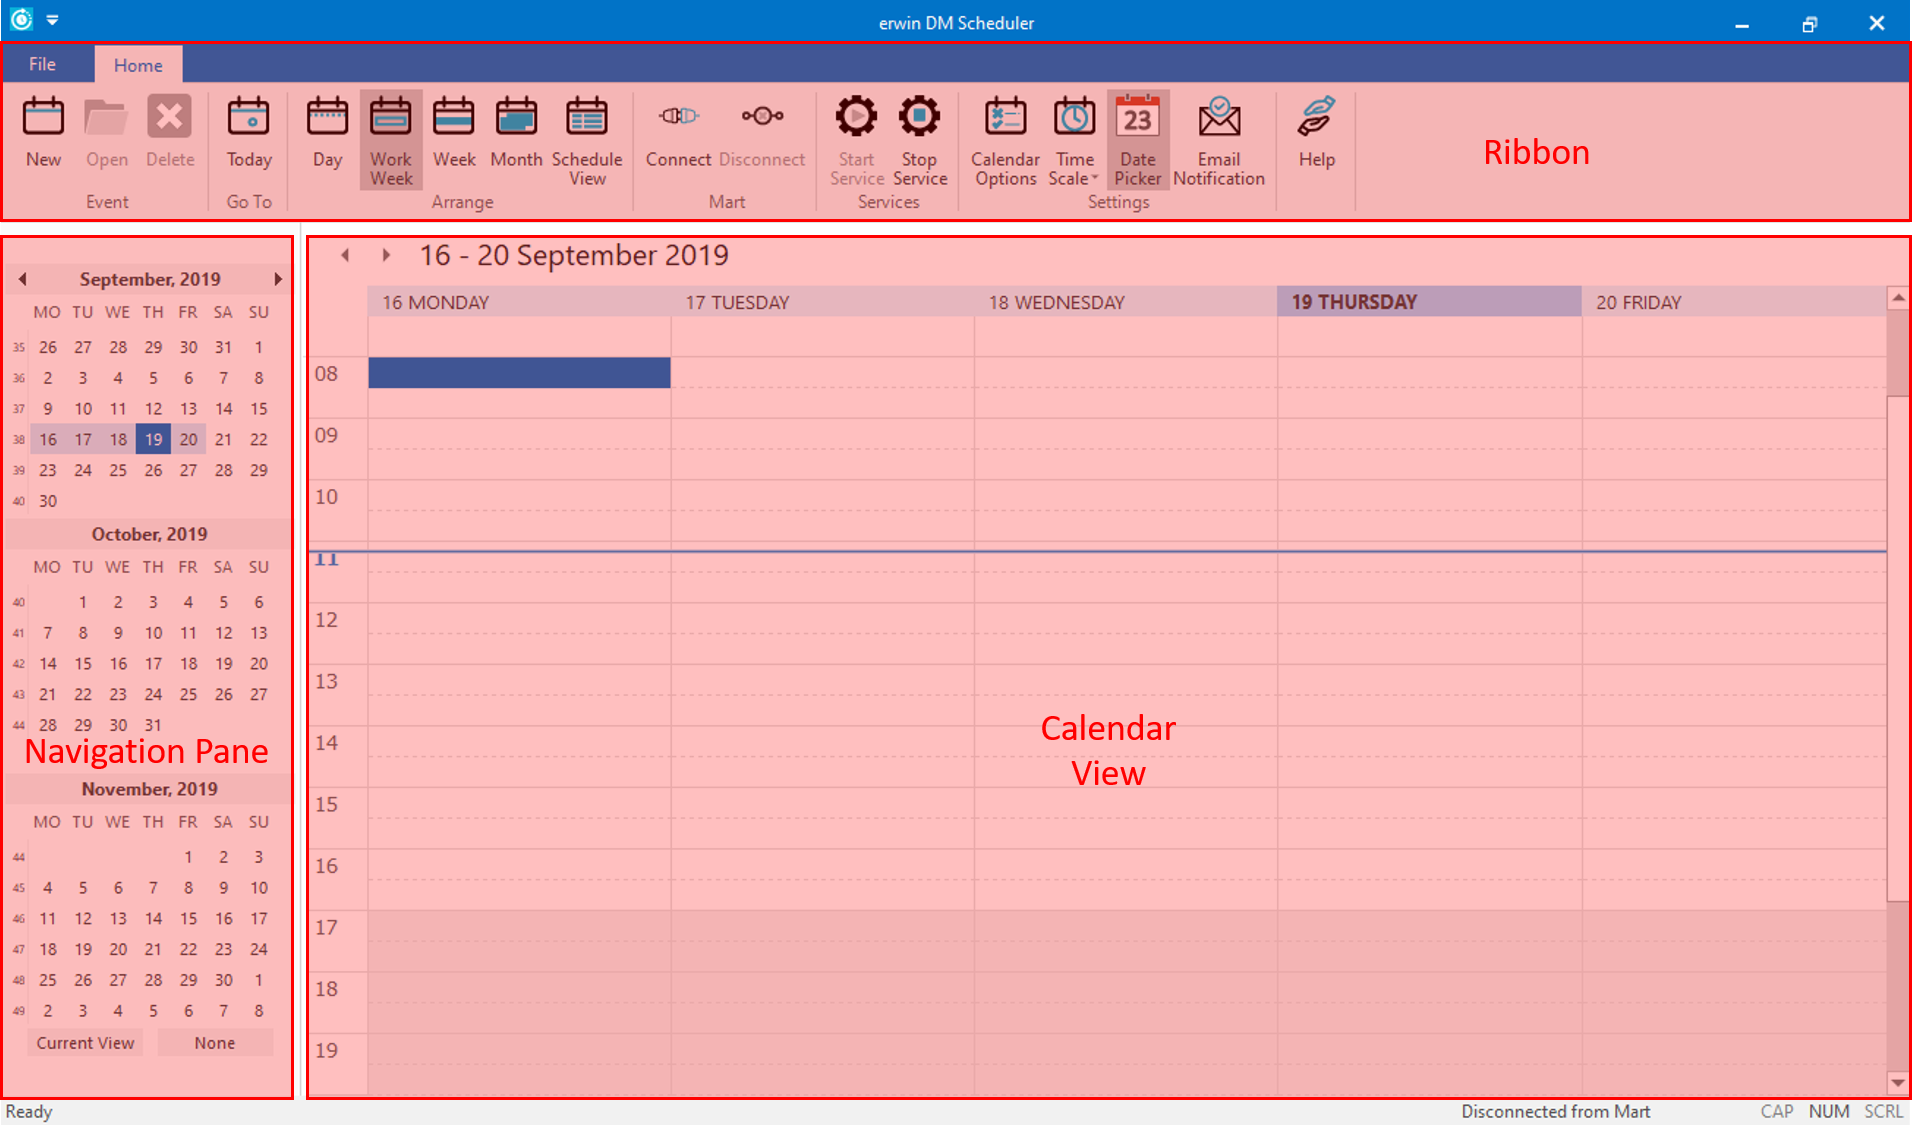 erwin DM Scheduler
File Home
New Open Delete Today Day Work Week Week Month Schedule View Connect Disconnect Start Service Stop Service Calendar Options Time Scale Date Picker 23 Email Notification Help
Event Go To Arrange Mart Services Settings
Ribbon
September, 2019
MO TU WE TH FR SA SU
35 26 27 28 29 30 31 1
36 2 3 4 5 6 7 8
37 9 10 11 12 13 14 15
38 16 17 18 19 20 21 22
39 23 24 25 26 27 28 29
40 30
October, 2019
MO TU WE TH FR SA SU
40 1 2 3 4 5 6
41 7 8 9 10 11 12 13
42 14 15 16 17 18 19 20
43 21 22 23 24 25 26 27
44 28 29 30 31
Navigation Pane
November, 2019
MO TU WE TH FR SA SU
44 1 2 3
45 4 5 6 7 8 9 10
46 11 12 13 14 15 16 17
47 18 19 20 21 22 23 24
48 25 26 27 28 29 30 1
49 2 3 4 5 6 7 8
Current View None
16 - 20 September 2019
16 MONDAY 17 TUESDAY 18 WEDNESDAY 19 THURSDAY 20 FRIDAY
08
09
10
11
12
13
14
15
16
17
18
19
Calendar
View
Ready Disconnected from Mart CAP NUM SCRL